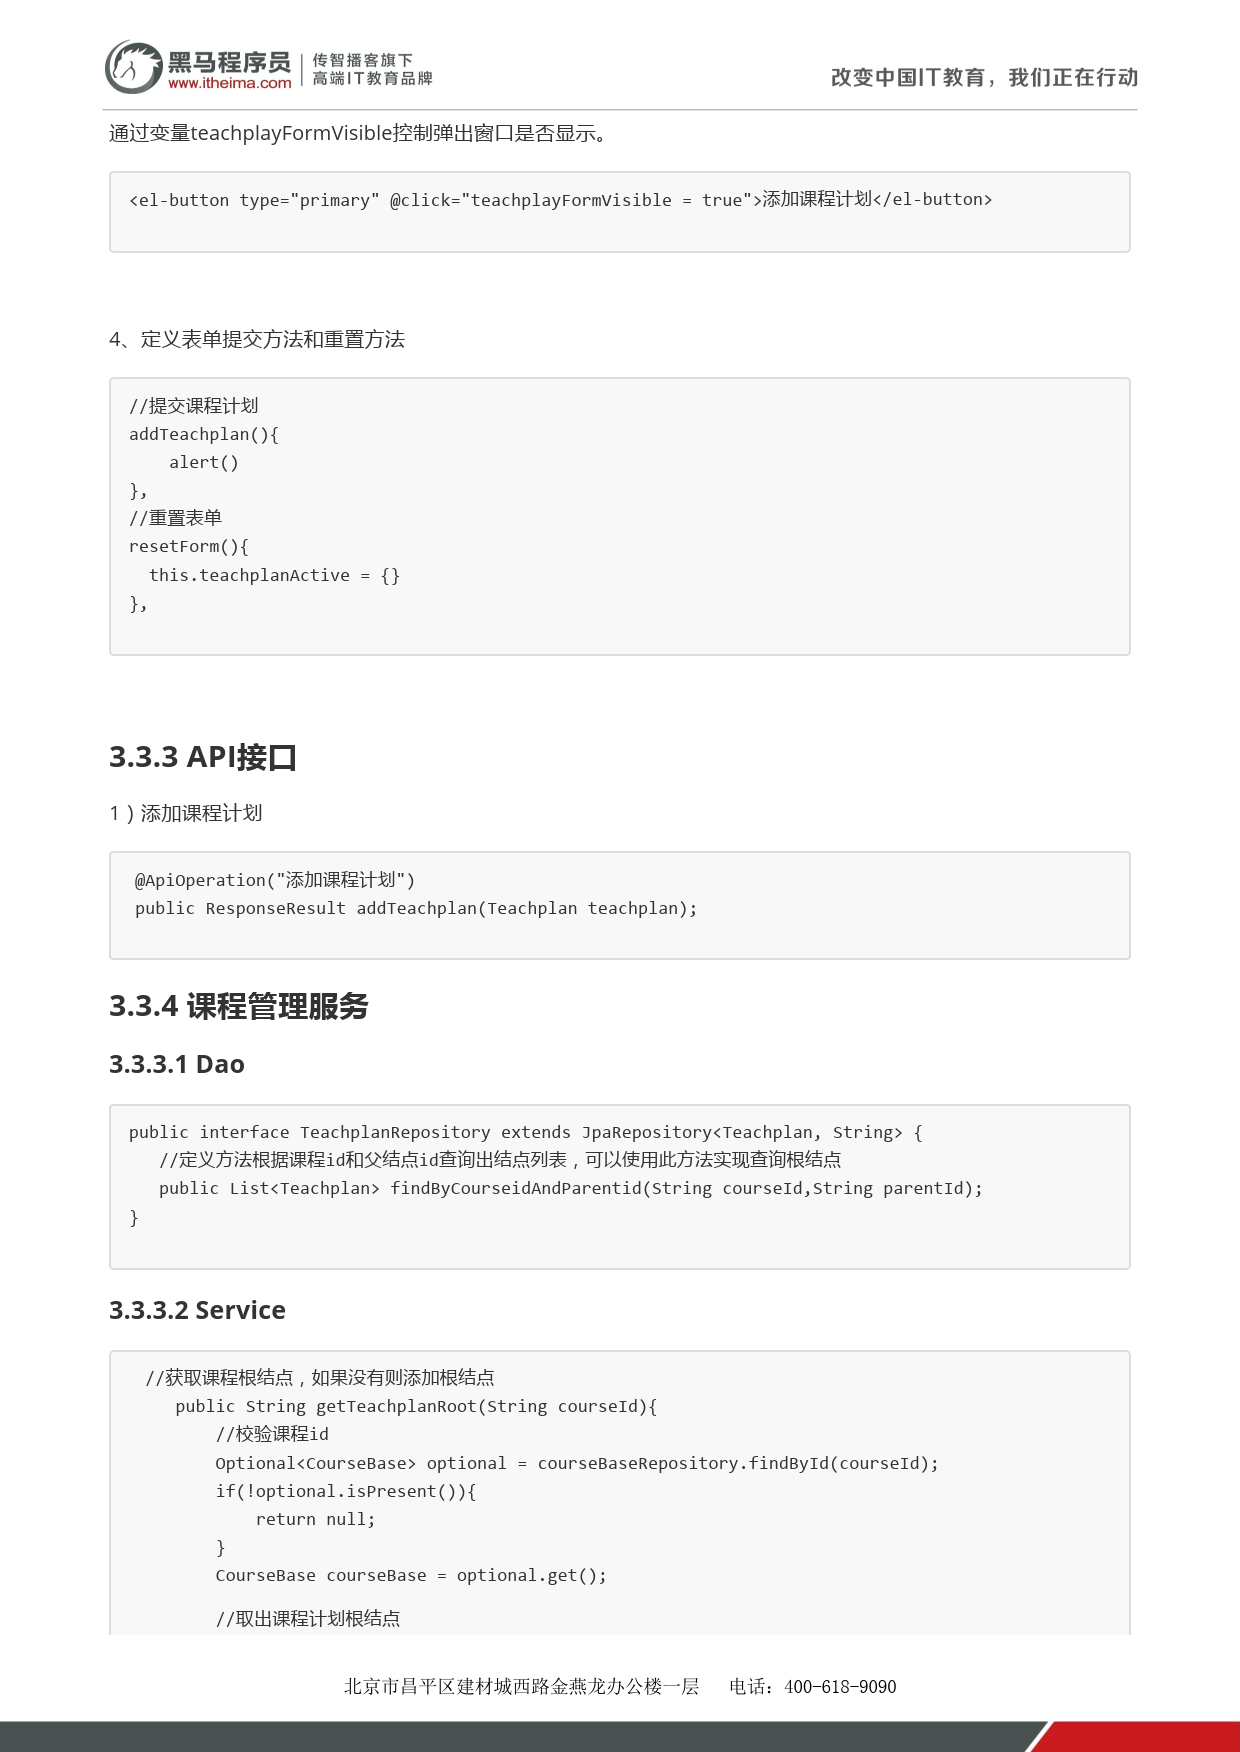 黑马程序员
www.itheima.com
传智播客旗下
高端IT教育品牌
改变中国IT教育，我们正在行动
通过变量teachplayFormVisible控制弹出窗口是否显示。
<el-button type="primary" @click="teachplayFormVisible = true">添加课程计划</el-button>
4、定义表单提交方法和重置方法
//提交课程计划
addTeachplan(){
    alert()
},
//重置表单
resetForm(){
  this.teachplanActive = {}
},
3.3.3 API接口
1）添加课程计划
@ApiOperation("添加课程计划")
public ResponseResult addTeachplan(Teachplan teachplan);
3.3.4 课程管理服务
3.3.3.1 Dao
public interface TeachplanRepository extends JpaRepository<Teachplan, String> {
   //定义方法根据课程id和父结点id查询出结点列表，可以使用此方法实现查询根结点
   public List<Teachplan> findByCourseidAndParentid(String courseId,String parentId);
}
3.3.3.2 Service
//获取课程根结点，如果没有则添加根结点
   public String getTeachplanRoot(String courseId){
       //校验课程id
       Optional<CourseBase> optional = courseBaseRepository.findById(courseId);
       if(!optional.isPresent()){
           return null;
       }
       CourseBase courseBase = optional.get();
       //取出课程计划根结点
北京市昌平区建材城西路金燕龙办公楼一层 电话：400-618-9090